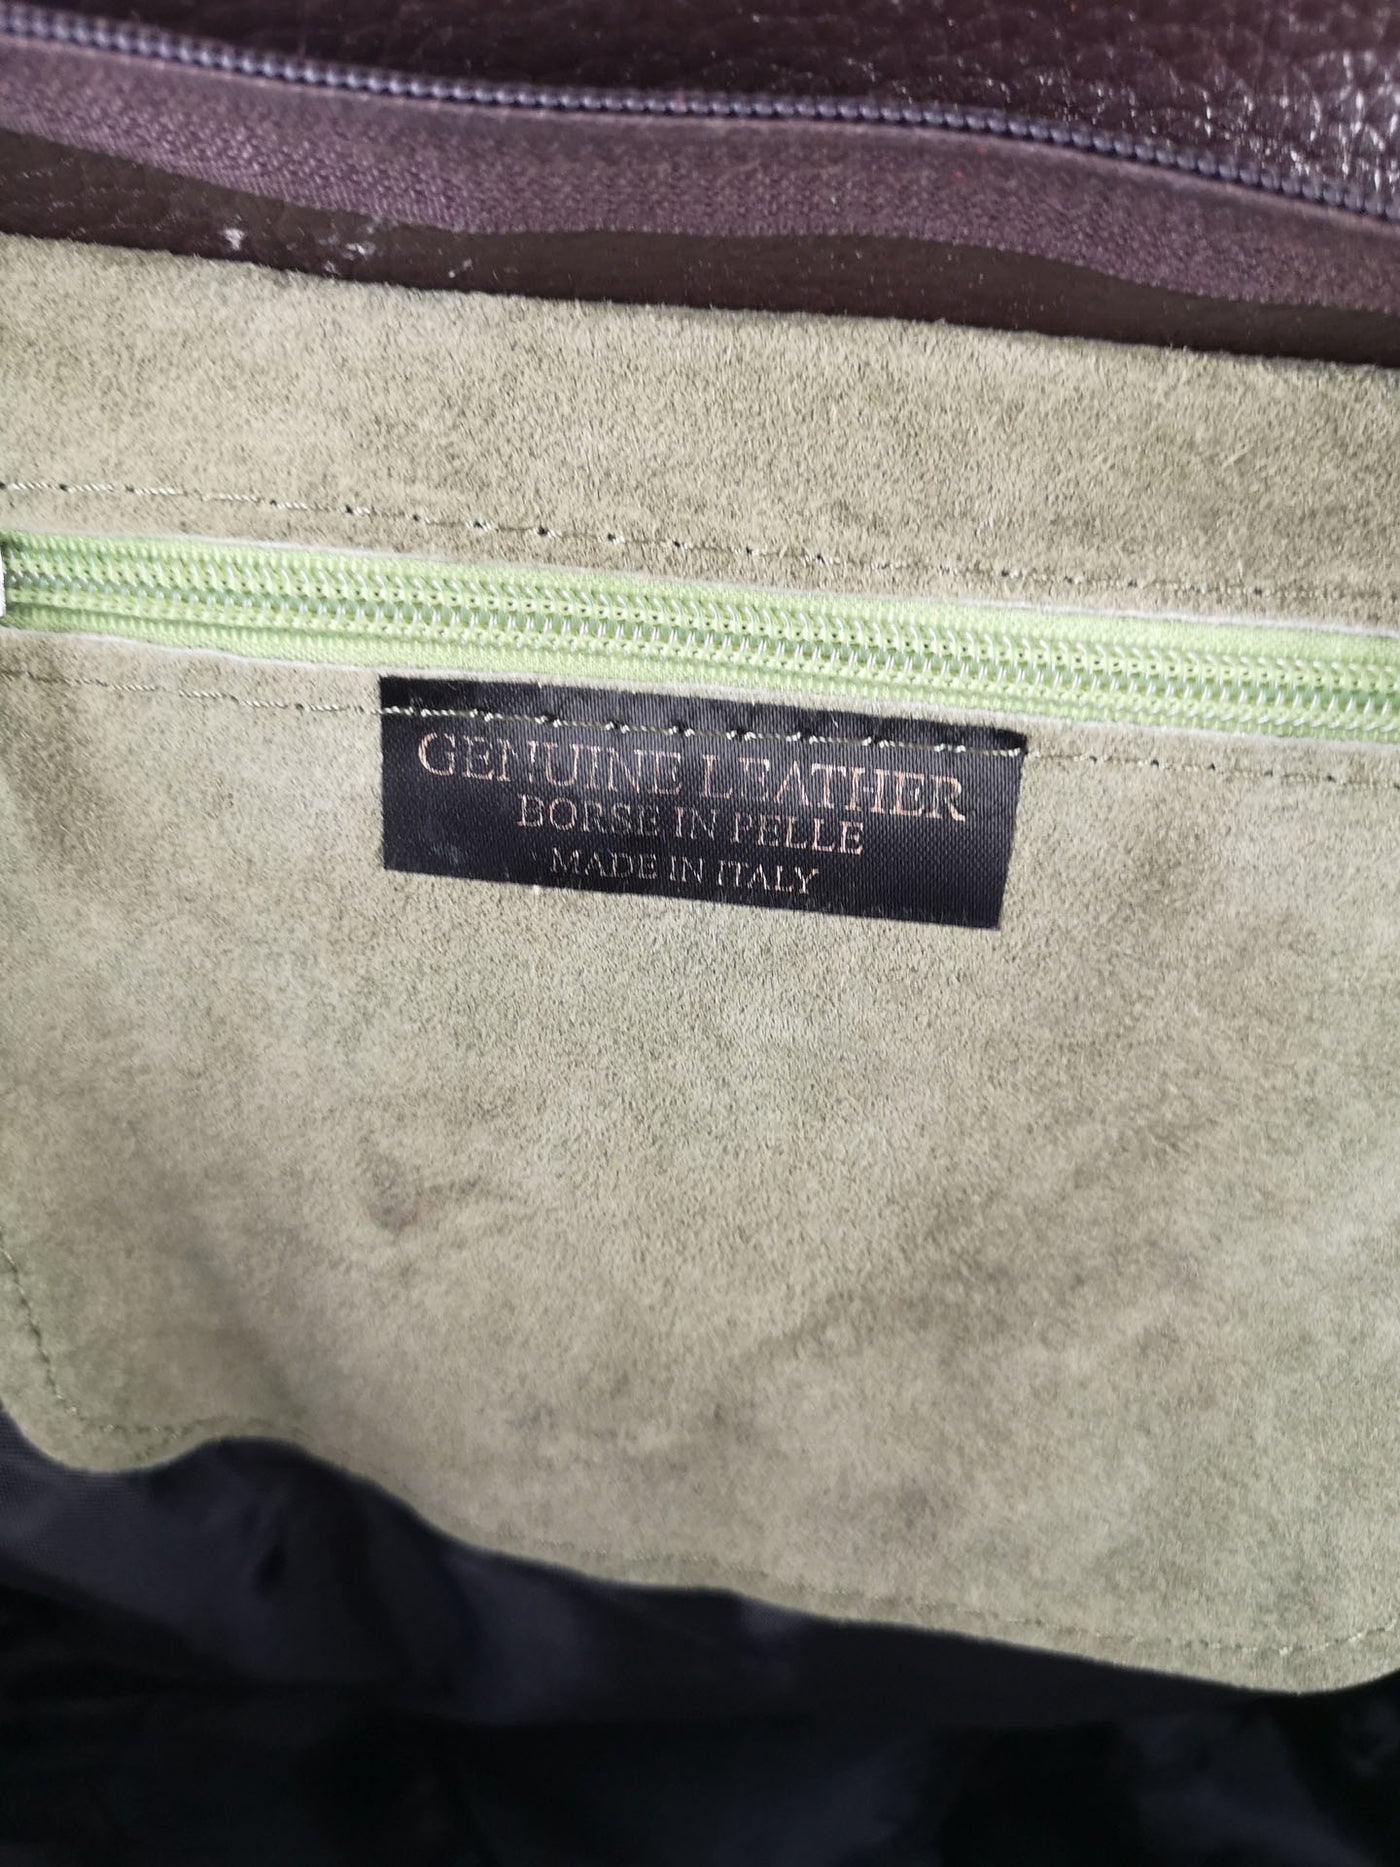 GENUINE LEATHER
BORSE IN PELLE
MADE IN ITALY